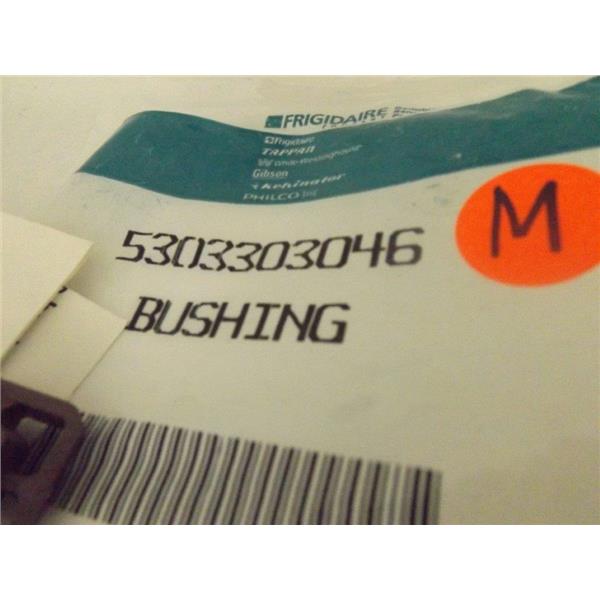 FRIGIDAIRE
Frigidaire
TAPPAN
White-Westinghouse
Gibson
Kelvinator
PHILCO
5303303046
M
BUSHING